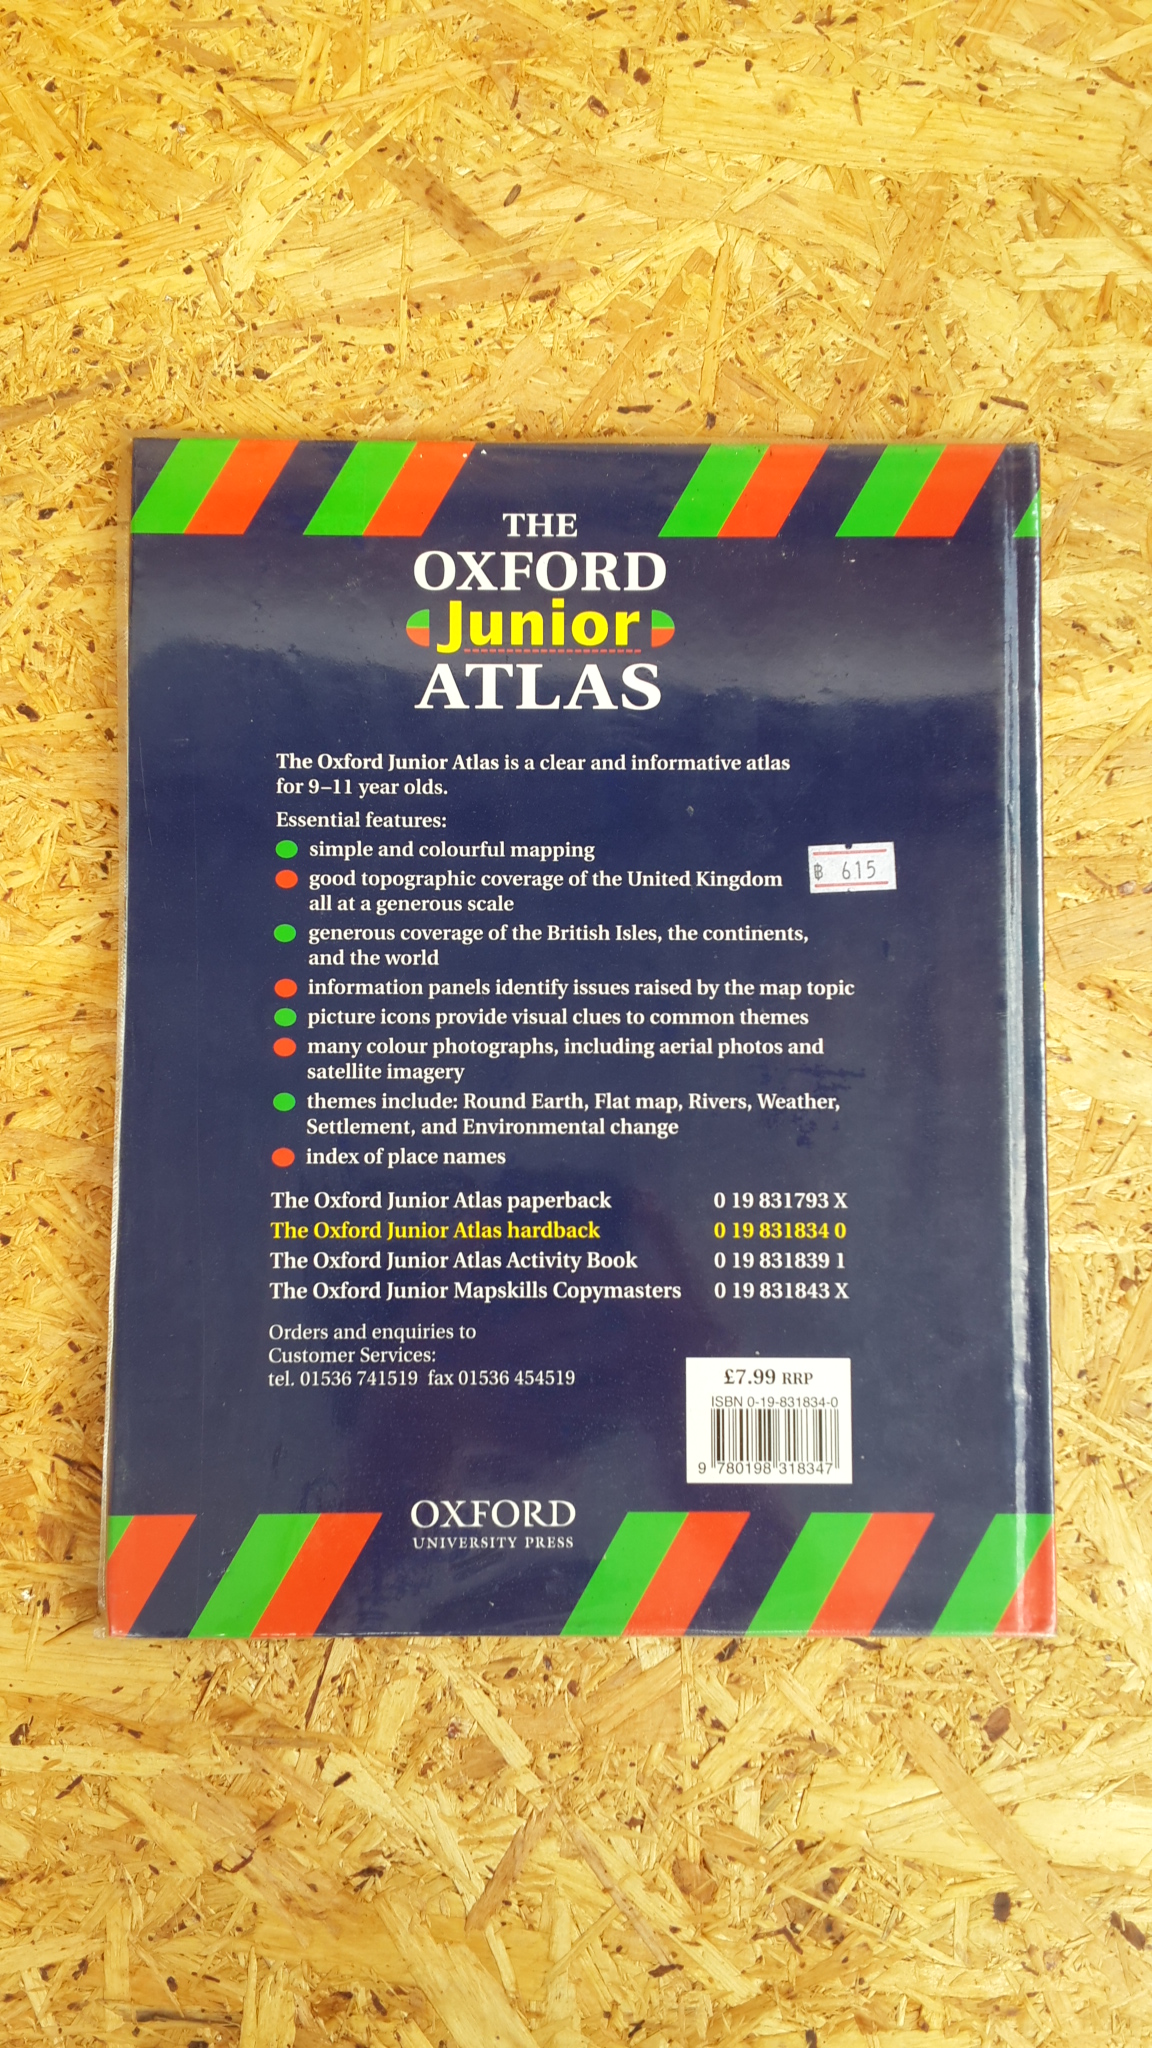 THE
OXFORD
Junior
ATLAS
The Oxford Junior Atlas is a clear and informative atlas
for 9–11 year olds.
Essential features:
simple and colourful mapping
฿ 615
good topographic coverage of the United Kingdom
all at a generous scale
generous coverage of the British Isles, the continents,
and the world
information panels identify issues raised by the map topic
picture icons provide visual clues to common themes
many colour photographs, including aerial photos and
satellite imagery
themes include: Round Earth, Flat map, Rivers, Weather,
Settlement, and Environmental change
index of place names
The Oxford Junior Atlas paperback 0 19 831793 X
The Oxford Junior Atlas hardback 0 19 831834 0
The Oxford Junior Atlas Activity Book 0 19 831839 1
The Oxford Junior Mapskills Copymasters 0 19 831843 X
Orders and enquiries to
Customer Services:
tel. 01536 741519 fax 01536 454519
£7.99 RRP
ISBN 0-19-831834-0
9 780198 318347
OXFORD
UNIVERSITY PRESS